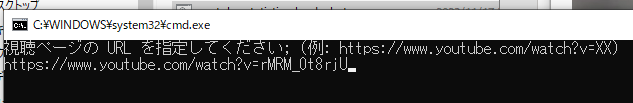 C:¥WINDOWS¥system32¥cmd.exe
視聴ページの URL を指定してください; (例: https://www.youtube.com/watch?v=XX)
https://www.youtube.com/watch?v=rMRM_0t8rjU